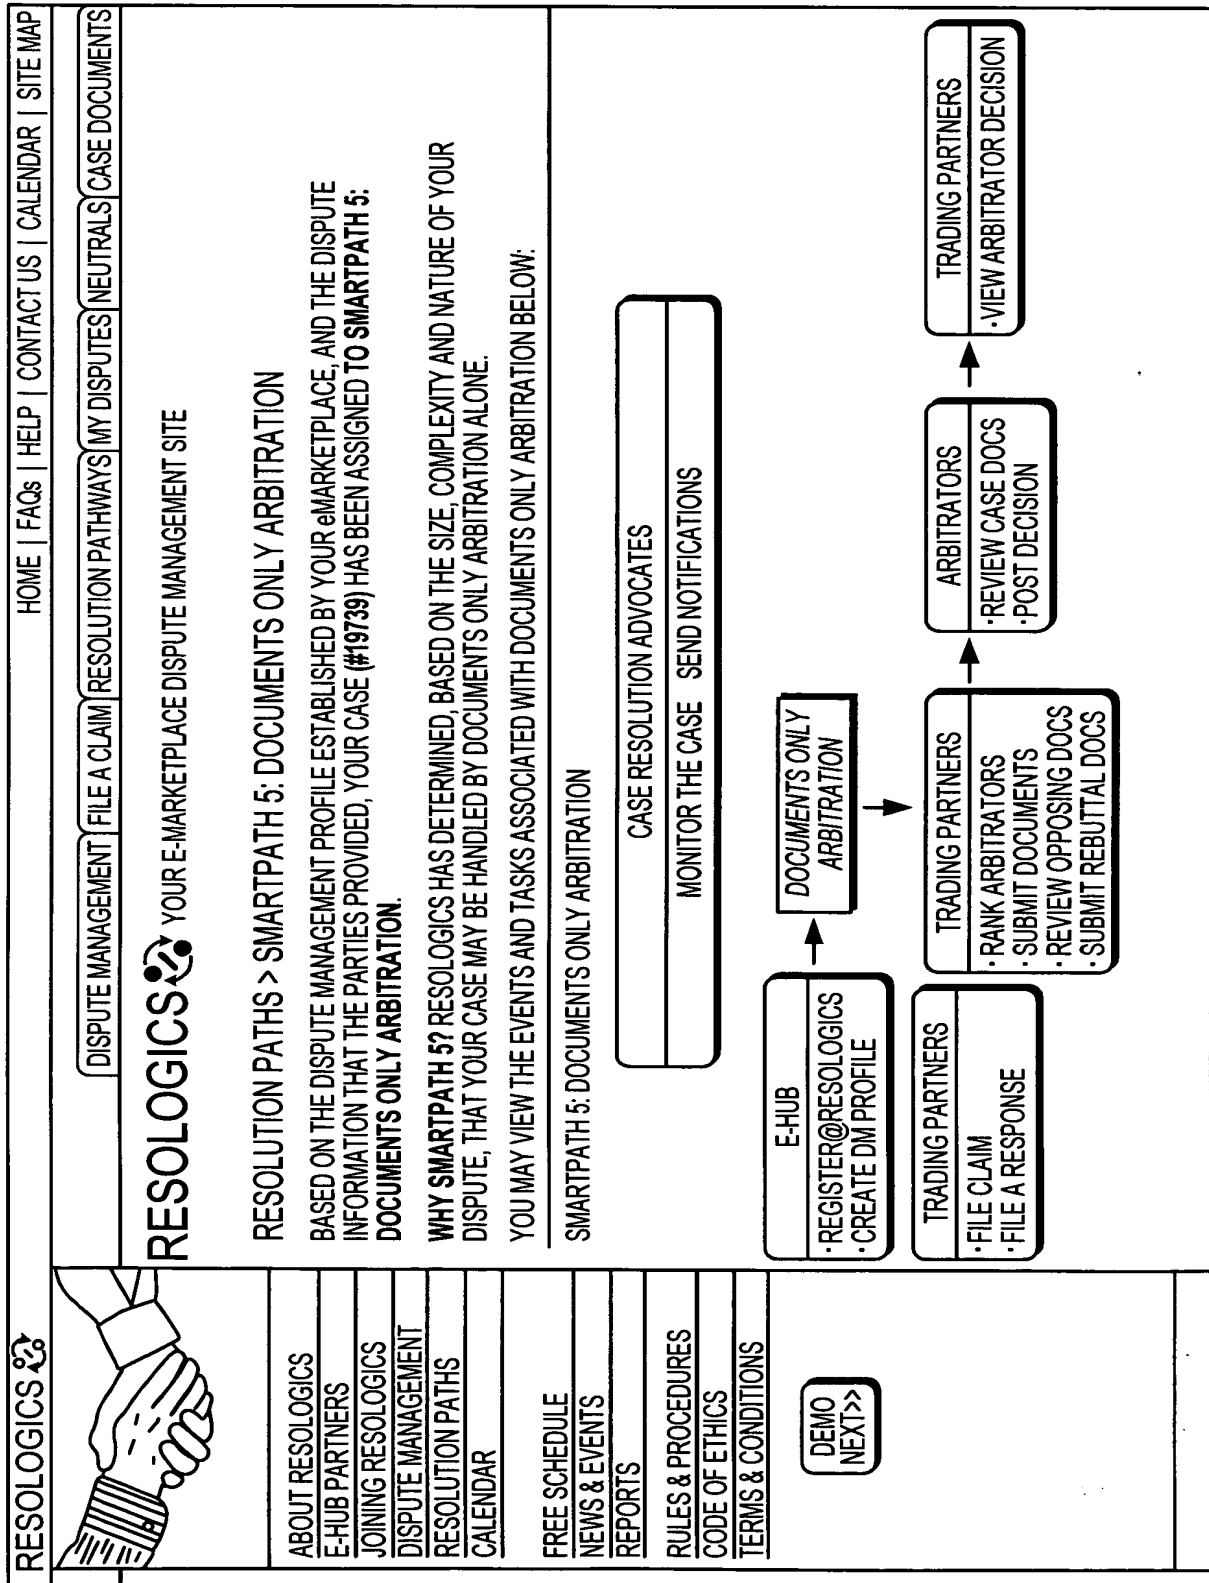 RESOLOGICS
HOME | FAQs | HELP | CONTACT US | CALENDAR | SITE MAP
DISPUTE MANAGEMENT FILE A CLAIM RESOLUTION PATHWAYS MY DISPUTES NEUTRALS CASE DOCUMENTS
RESOLOGICS YOUR E-MARKETPLACE DISPUTE MANAGEMENT SITE
ABOUT RESOLOGICS
E-HUB PARTNERS
JOINING RESOLOGICS
DISPUTE MANAGEMENT
RESOLUTION PATHS
CALENDAR
FREE SCHEDULE
NEWS & EVENTS
REPORTS
RULES & PROCEDURES
CODE OF ETHICS
TERMS & CONDITIONS
DEMO
NEXT>>
RESOLUTION PATHS > SMARTPATH 5: DOCUMENTS ONLY ARBITRATION
BASED ON THE DISPUTE MANAGEMENT PROFILE ESTABLISHED BY YOUR eMARKETPLACE, AND THE DISPUTE
INFORMATION THAT THE PARTIES PROVIDED, YOUR CASE (#19739) HAS BEEN ASSIGNED TO SMARTPATH 5:
DOCUMENTS ONLY ARBITRATION.
WHY SMARTPATH 5? RESOLOGICS HAS DETERMINED, BASED ON THE SIZE, COMPLEXITY AND NATURE OF YOUR
DISPUTE, THAT YOUR CASE MAY BE HANDLED BY DOCUMENTS ONLY ARBITRATION ALONE.
YOU MAY VIEW THE EVENTS AND TASKS ASSOCIATED WITH DOCUMENTS ONLY ARBITRATION BELOW:
SMARTPATH 5: DOCUMENTS ONLY ARBITRATION
CASE RESOLUTION ADVOCATES
MONITOR THE CASE SEND NOTIFICATIONS
E-HUB
· REGISTER@RESOLOGICS
· CREATE DM PROFILE
DOCUMENTS ONLY
ARBITRATION
TRADING PARTNERS
· FILE CLAIM
· FILE A RESPONSE
TRADING PARTNERS
· RANK ARBITRATORS
· SUBMIT DOCUMENTS
· REVIEW OPPOSING DOCS
· SUBMIT REBUTTAL DOCS
ARBITRATORS
· REVIEW CASE DOCS
· POST DECISION
TRADING PARTNERS
· VIEW ARBITRATOR DECISION